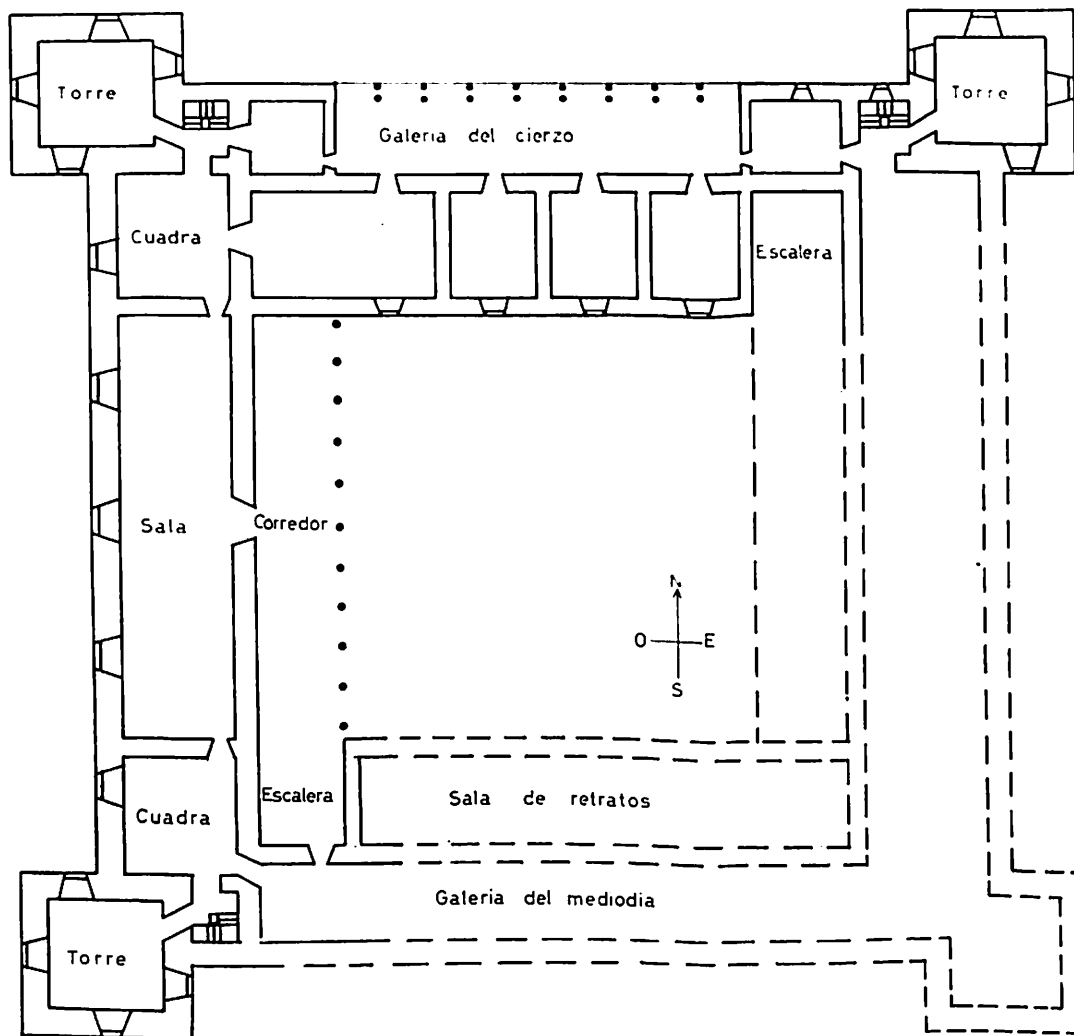 Torre
Torre
Galeria del cierzo
Cuadra
Escalera
Sala
Corredor
N
O
E
S
Escalera
Sala de retratos
Cuadra
Galeria del mediodia
Torre